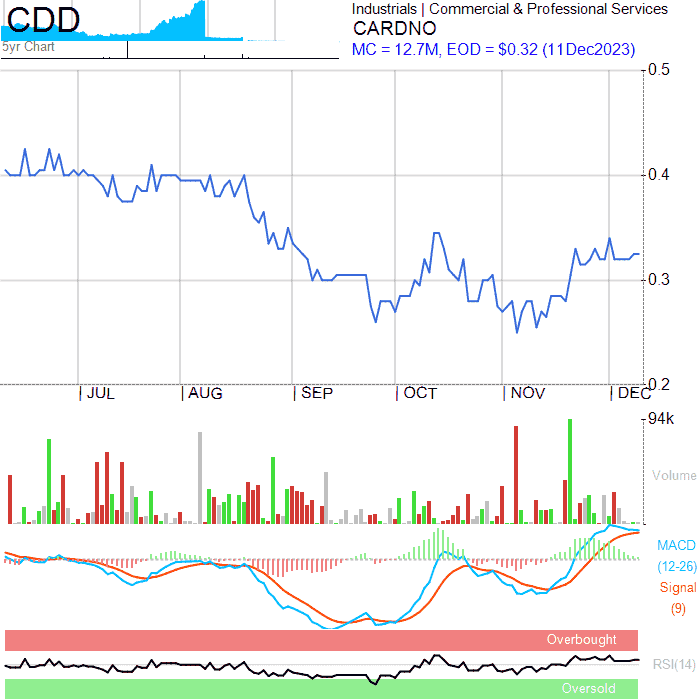 CDD
5yr Chart
Industrials | Commercial & Professional Services
CARDNO
MC = 12.7M, EOD = $0.32 (11Dec2023)
0.5
0.4
0.3
0.2
JUL AUG SEP OCT NOV DEC
94k
Volume
MACD
(12-26)
Signal
(9)
Overbought
RSI(14)
Oversold